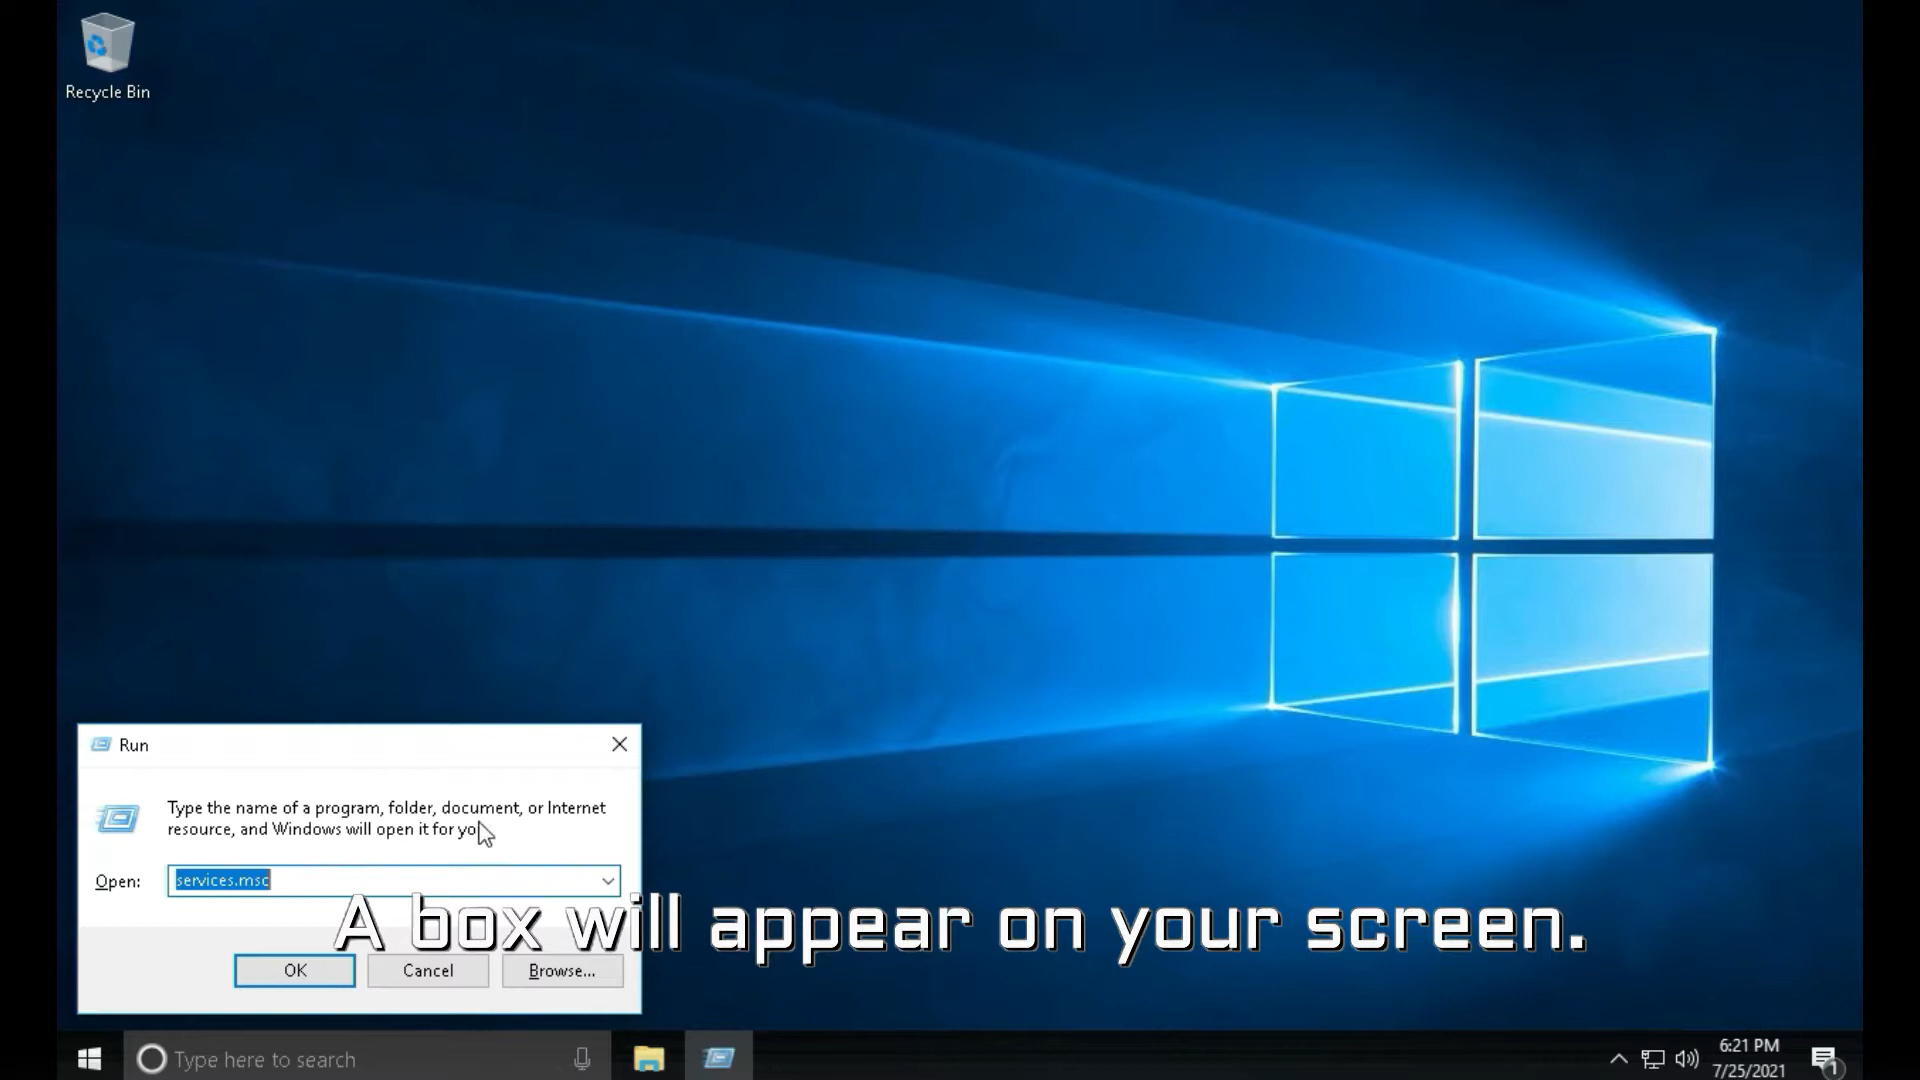 Recycle Bin
Run
Type the name of a program, folder, document, or Internet
resource, and Windows will open it for yo
Open:
services.msc
A box will appear on your screen.
OK
Cancel
Browse...
Type here to search
6:21 PM
7/25/2021
1